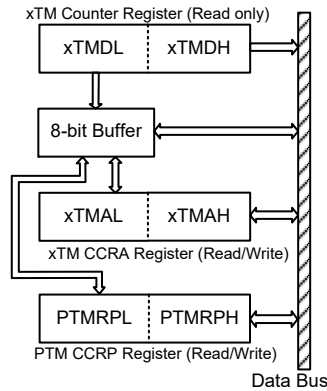 xTM Counter Register (Read only)
xTMDL xTMDH
8-bit Buffer
xTMAL xTMAH
xTM CCRA Register (Read/Write)
PTMRPL PTMRPH
PTM CCRP Register (Read/Write)
Data Bus